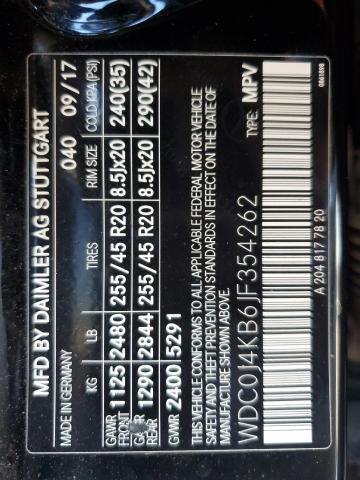 MFD BY DAIMLER AG STUTTGART
MADE IN GERMANY 040 09/17
KG LB TIRES RIM SIZE COLD KPA (PSI)
GAWR FRONT 1125 2480 255/45 R20 8.5Jx20 240(35)
GAWR REAR 1290 2844 255/45 R20 8.5Jx20 290(42)
GVWR 2400 5291
THIS VEHICLE CONFORMS TO ALL APPLICABLE FEDERAL MOTOR VEHICLE
SAFETY AND THEFT PREVENTION STANDARDS IN EFFECT ON THE DATE OF
MANUFACTURE SHOWN ABOVE.
WDC0J4KB6JF354262 TYPE: MPV
A 204 817 78 20